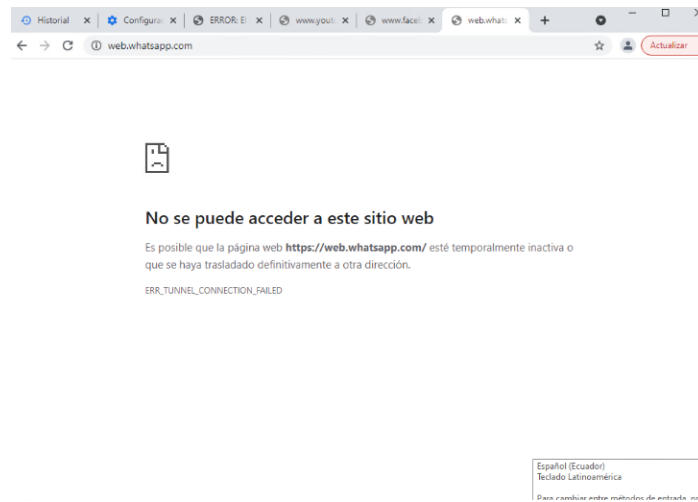 Historial
Configurac
ERROR: El
www.yout
www.faceb
web.whats
web.whatsapp.com
Actualizar
No se puede acceder a este sitio web
Es posible que la página web https://web.whatsapp.com/ esté temporalmente inactiva o
que se haya trasladado definitivamente a otra dirección.
ERR_TUNNEL_CONNECTION_FAILED
Español (Ecuador)
Teclado Latinoamérica
Para cambiar entre métodos de entrada,